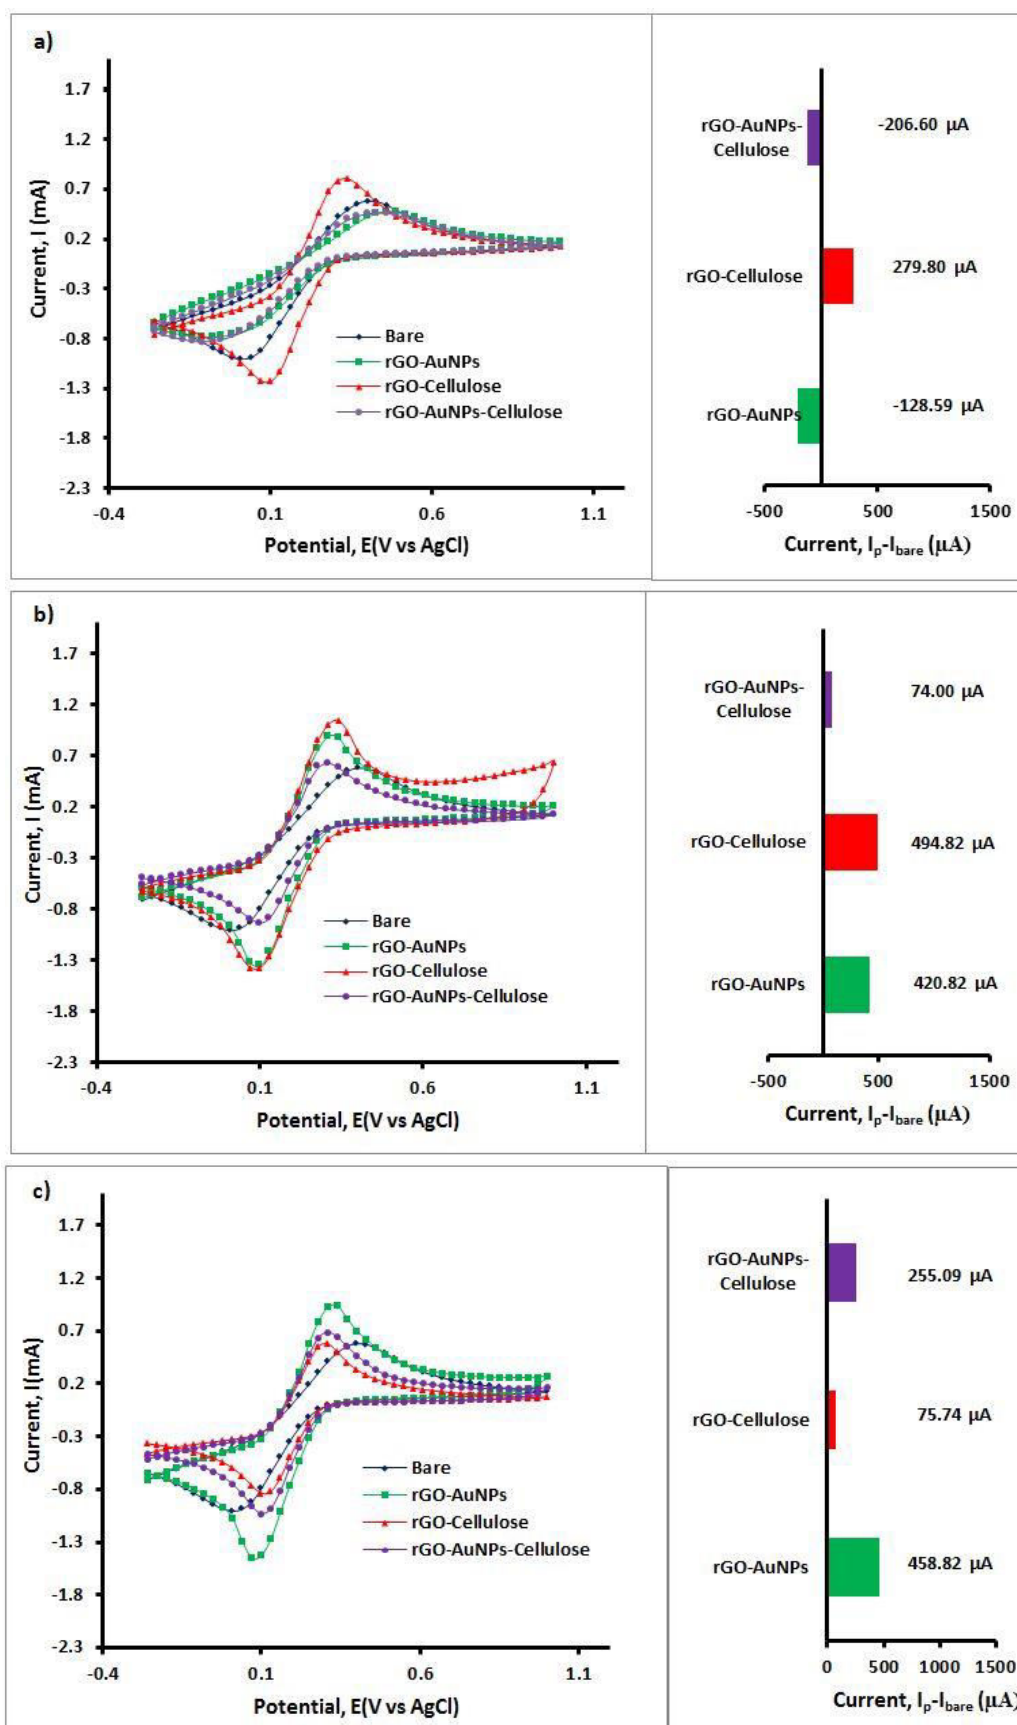 a)
1.7
1.2
0.7
0.2
-0.3
-0.8
-1.3
-1.8
-2.3
Current, I (mA)
-0.4
0.1
0.6
1.1
Potential, E(V vs AgCl)
Bare
rGO-AuNPs
rGO-Cellulose
rGO-AuNPs-Cellulose
rGO-AuNPs-
Cellulose
-206.60 µA
rGO-Cellulose
279.80 µA
rGO-AuNPs
-128.59 µA
-500
500
1500
Current, Ip-Ibare (µA)
b)
1.7
1.2
0.7
0.2
-0.3
-0.8
-1.3
-1.8
-2.3
Current, I (mA)
-0.4
0.1
0.6
1.1
Potential, E(V vs AgCl)
Bare
rGO-AuNPs
rGO-Cellulose
rGO-AuNPs-Cellulose
rGO-AuNPs-
Cellulose
74.00 µA
rGO-Cellulose
494.82 µA
rGO-AuNPs
420.82 µA
-500
500
1500
Current, Ip-Ibare (µA)
c)
1.7
1.2
0.7
0.2
-0.3
-0.8
-1.3
-1.8
-2.3
Current, I(mA)
-0.4
0.1
0.6
1.1
Potential, E(V vs AgCl)
Bare
rGO-AuNPs
rGO-Cellulose
rGO-AuNPs-Cellulose
rGO-AuNPs-
Cellulose
255.09 µA
rGO-Cellulose
75.74 µA
rGO-AuNPs
458.82 µA
0
500
1000
1500
Current, Ip-Ibare (µA)